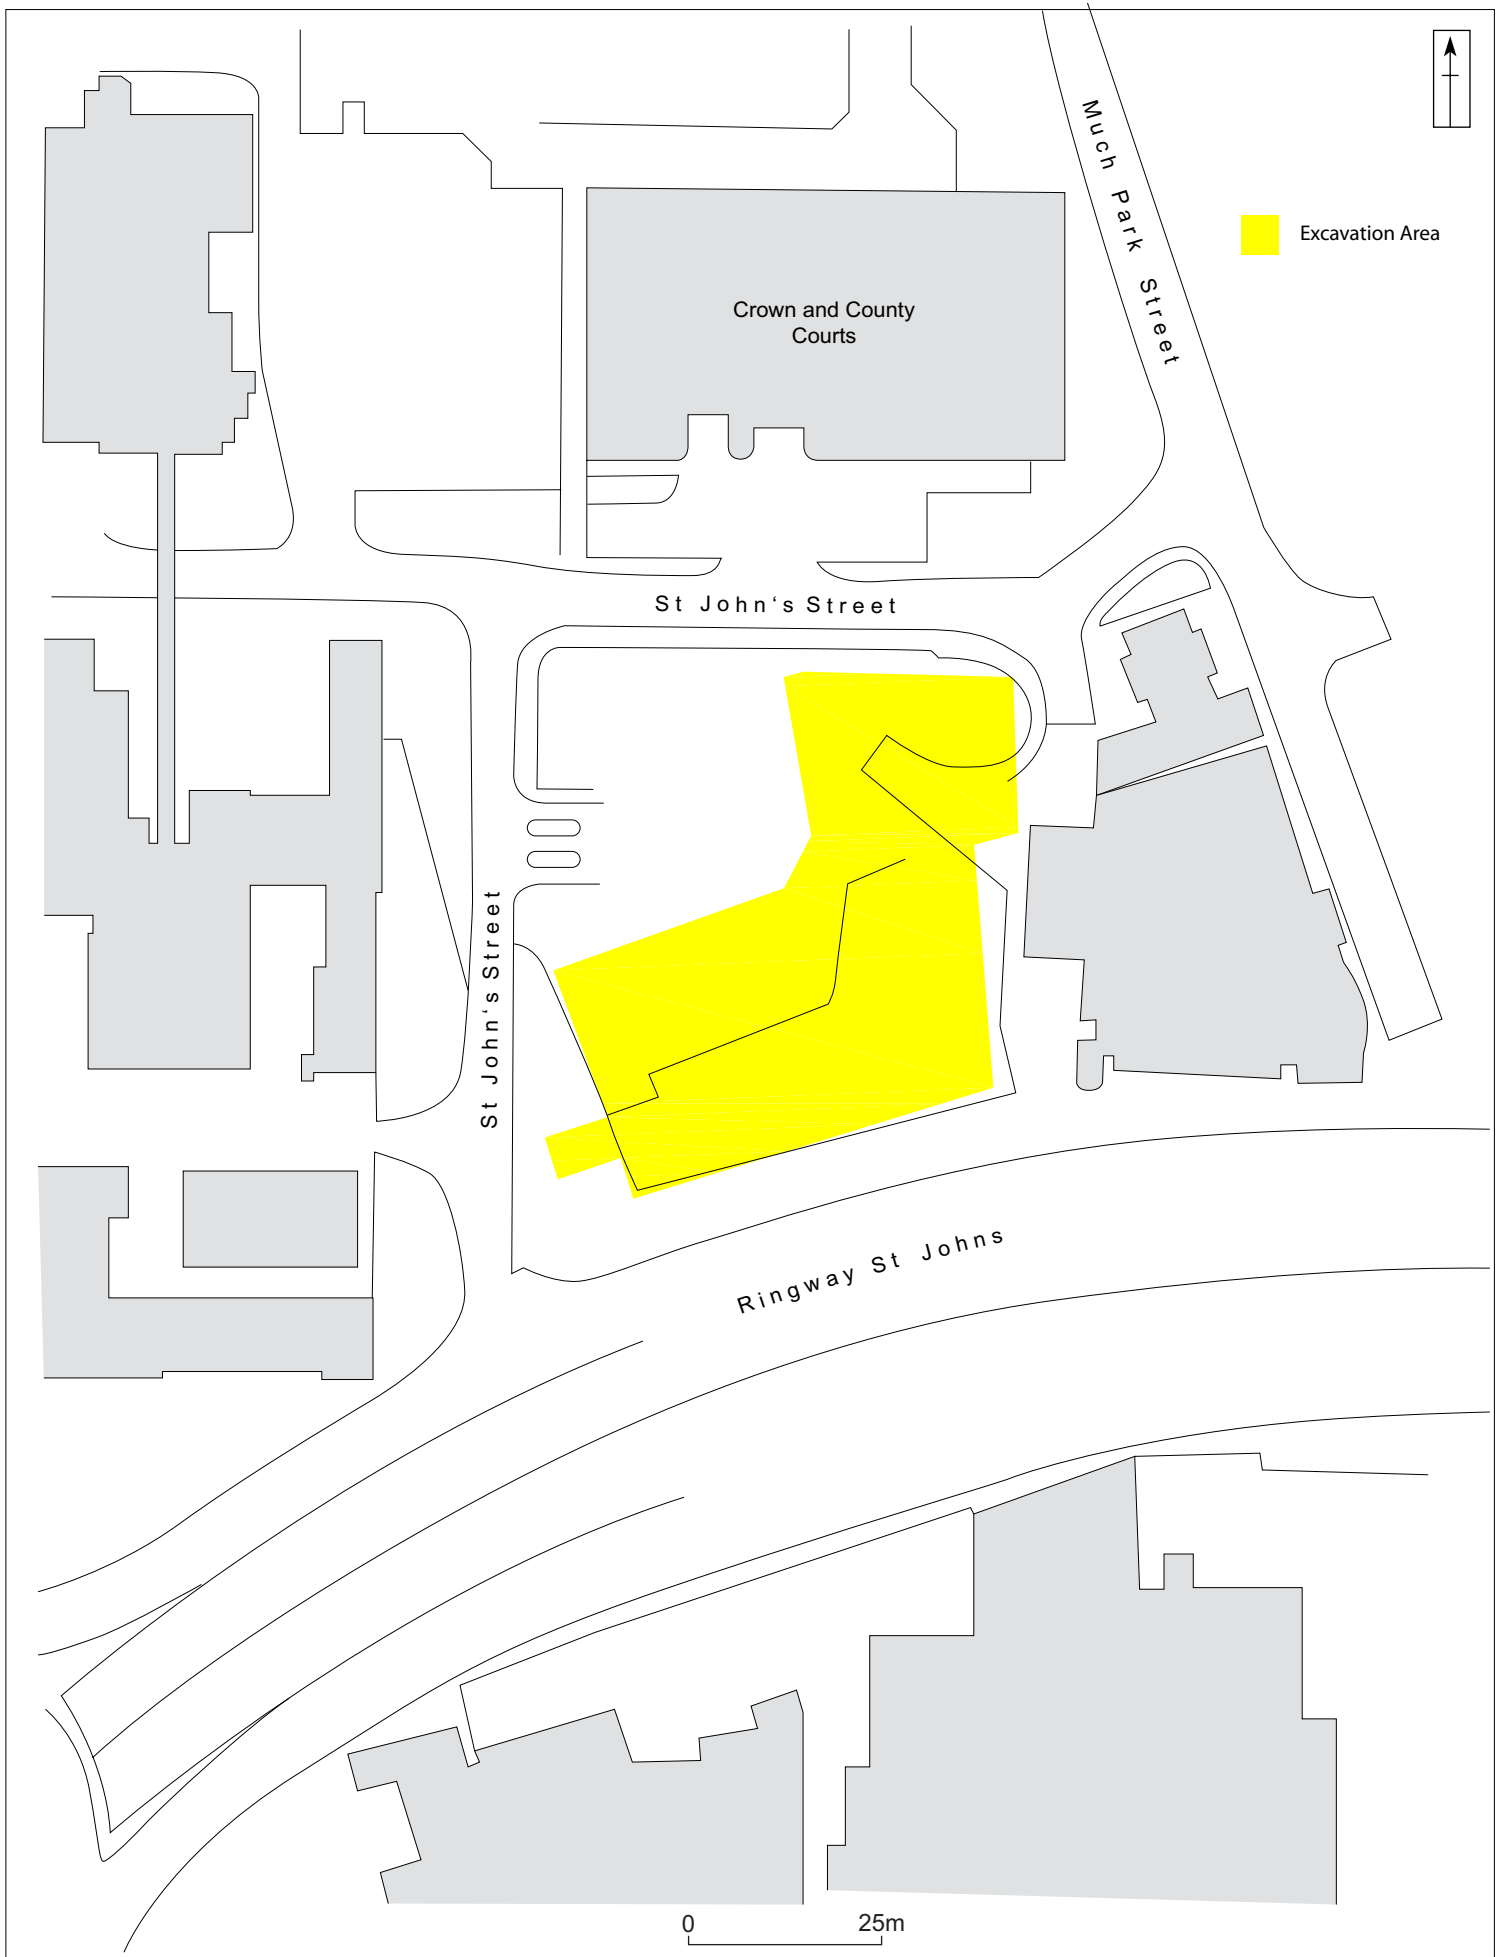 Much Park Street
Excavation Area
Crown and County
Courts
St John‘s Street
St John‘s Street
Ringway St Johns
0 25m